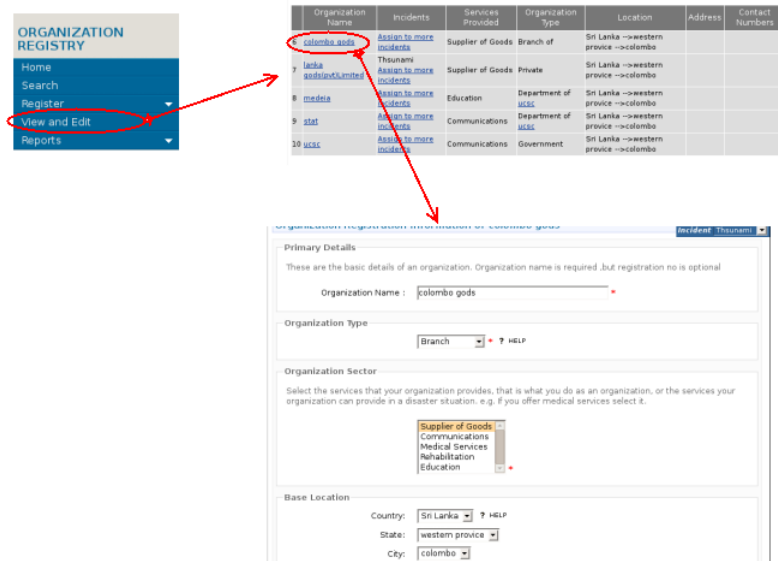 ORGANIZATION
REGISTRY
Home
Search
Register
View and Edit
Reports
Organization Name Incidents Services Provided Organization Type Location Address Contact Numbers
6 colombo gods Assign to more incidents Supplier of Goods Branch of Sri Lanka -->western provice -->colombo
7 lanka gods(pvt)Limited Thsunami Assign to more incidents Supplier of Goods Private Sri Lanka -->western provice -->colombo
8 medeia Assign to more incidents Education Department of ucsc Sri Lanka -->western provice -->colombo
9 stat Assign to more incidents Communications Department of ucsc Sri Lanka -->western provice -->colombo
10 ucsc Assign to more incidents Communications Government Sri Lanka -->western provice -->colombo
Organization Registration Information of colombo gods
Incident Thsunami
Primary Details
These are the basic details of an organization. Organization name is required ,but registration no is optional
Organization Name : colombo gods *
Organization Type
Branch * ? HELP
Organization Sector
Select the services that your organization provides, that is what you do as an organization, or the services your
organization can provide in a disaster situation. e.g. If you offer medical services select it.
Supplier of Goods
Communications
Medical Services
Rehabilitation
Education *
Base Location
Country: Sri Lanka ? HELP
State: western provice
City: colombo